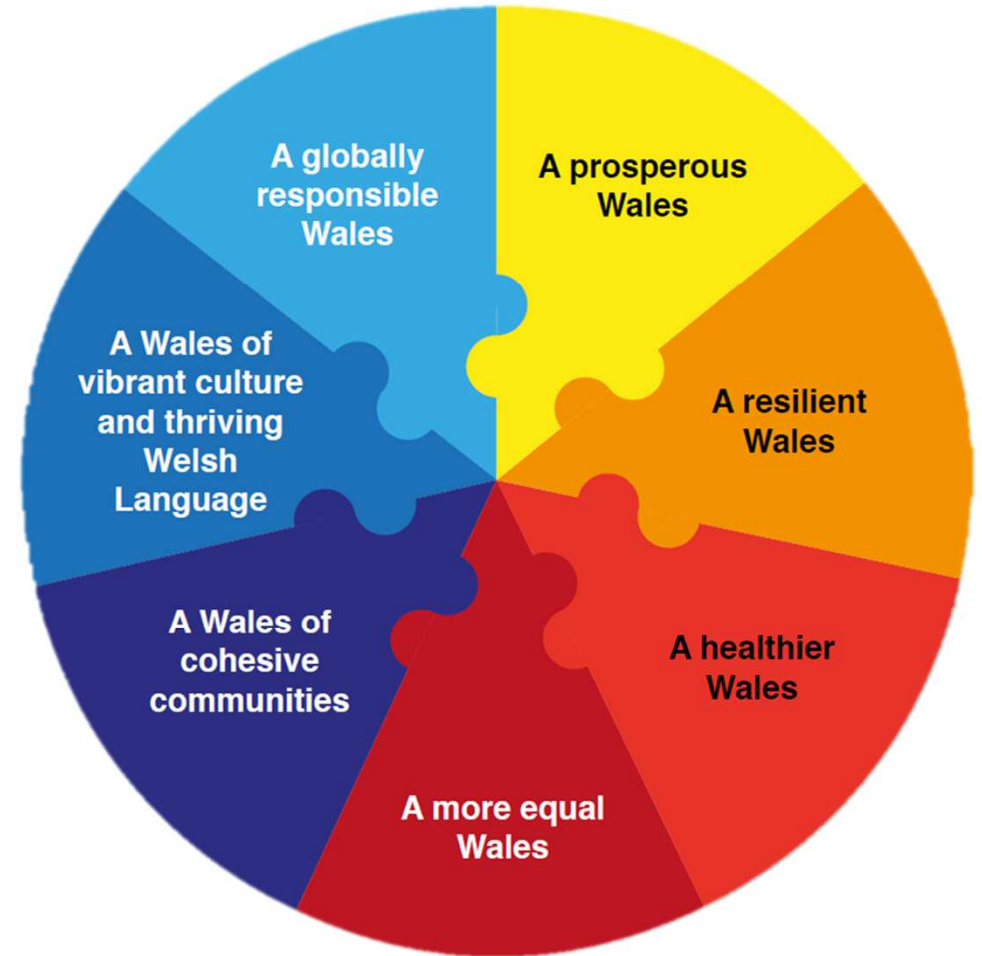 A prosperous
Wales
A resilient
Wales
A healthier
Wales
A more equal
Wales
A Wales of
cohesive
communities
A Wales of
vibrant culture
and thriving
Welsh
Language
A globally
responsible
Wales